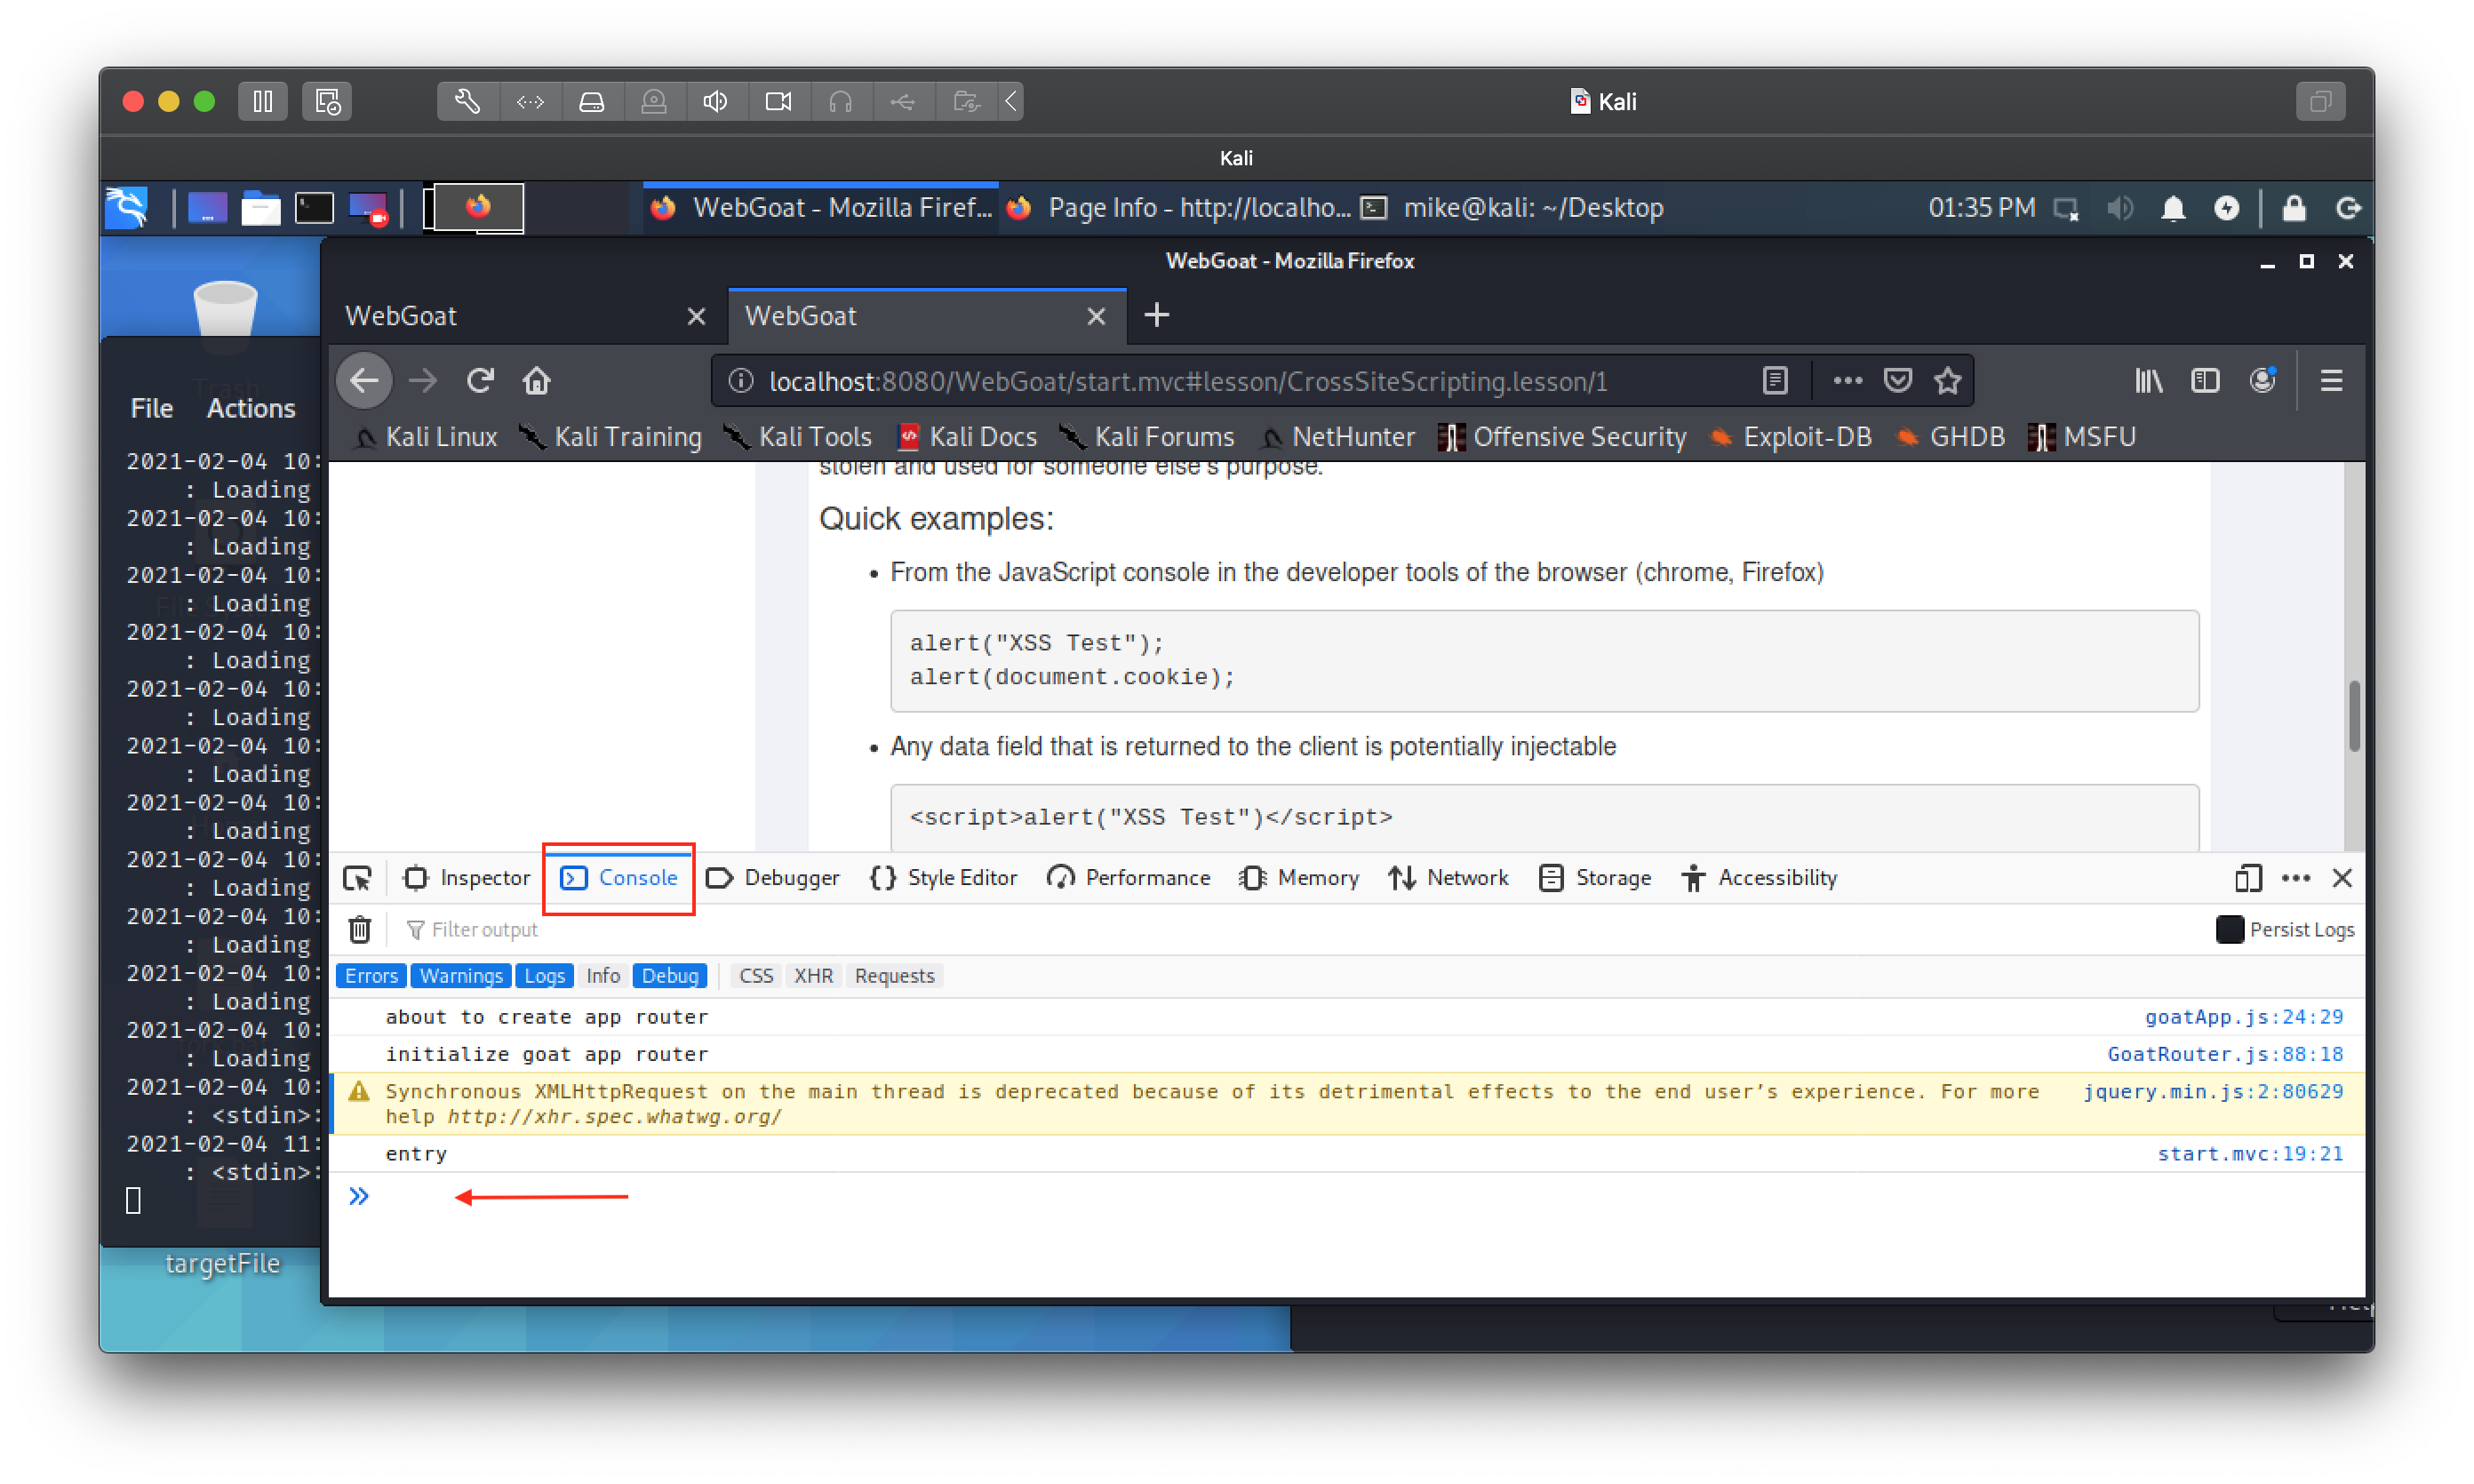 Kali
Kali
WebGoat - Mozilla Firef...
Page Info - http://localho...
mike@kali: ~/Desktop
01:35 PM
WebGoat - Mozilla Firefox
WebGoat
WebGoat
localhost:8080/WebGoat/start.mvc#lesson/CrossSiteScripting.lesson/1
Kali Linux
Kali Training
Kali Tools
Kali Docs
Kali Forums
NetHunter
Offensive Security
Exploit-DB
GHDB
MSFU
Trash
File Actions
2021-02-04 10:
: Loading
2021-02-04 10:
: Loading
2021-02-04 10:
: Loading
2021-02-04 10:
: Loading
2021-02-04 10:
: Loading
2021-02-04 10:
: Loading
2021-02-04 10:
: Loading
2021-02-04 10:
: Loading
2021-02-04 10:
: Loading
2021-02-04 10:
: Loading
2021-02-04 10:
: Loading
2021-02-04 10:
: <stdin>:
2021-02-04 11:
: <stdin>:
targetFile
stolen and used for someone else's purpose.
Quick examples:
• From the JavaScript console in the developer tools of the browser (chrome, Firefox)
alert("XSS Test");
alert(document.cookie);
• Any data field that is returned to the client is potentially injectable
<script>alert("XSS Test")</script>
Inspector
Console
Debugger
Style Editor
Performance
Memory
Network
Storage
Accessibility
Filter output
Persist Logs
Errors
Warnings
Logs
Info
Debug
CSS
XHR
Requests
about to create app router goatApp.js:24:29
initialize goat app router GoatRouter.js:88:18
Synchronous XMLHttpRequest on the main thread is deprecated because of its detrimental effects to the end user’s experience. For more jquery.min.js:2:80629
help http://xhr.spec.whatwg.org/
entry start.mvc:19:21
»